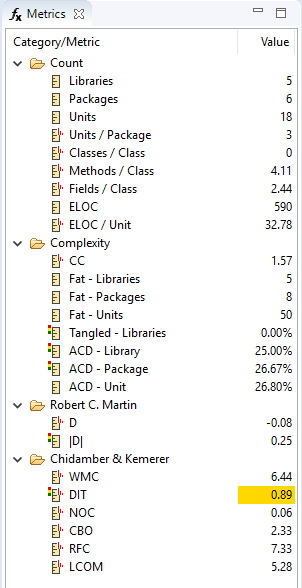 Metrics
Category/Metric Value
Count
Libraries 5
Packages 6
Units 18
Units / Package 3
Classes / Class 0
Methods / Class 4.11
Fields / Class 2.44
ELOC 590
ELOC / Unit 32.78
Complexity
CC 1.57
Fat - Libraries 5
Fat - Packages 8
Fat - Units 50
Tangled - Libraries 0.00%
ACD - Library 25.00%
ACD - Package 26.67%
ACD - Unit 26.80%
Robert C. Martin
D -0.08
|D| 0.25
Chidamber & Kemerer
WMC 6.44
DIT 0.89
NOC 0.06
CBO 2.33
RFC 7.33
LCOM 5.28